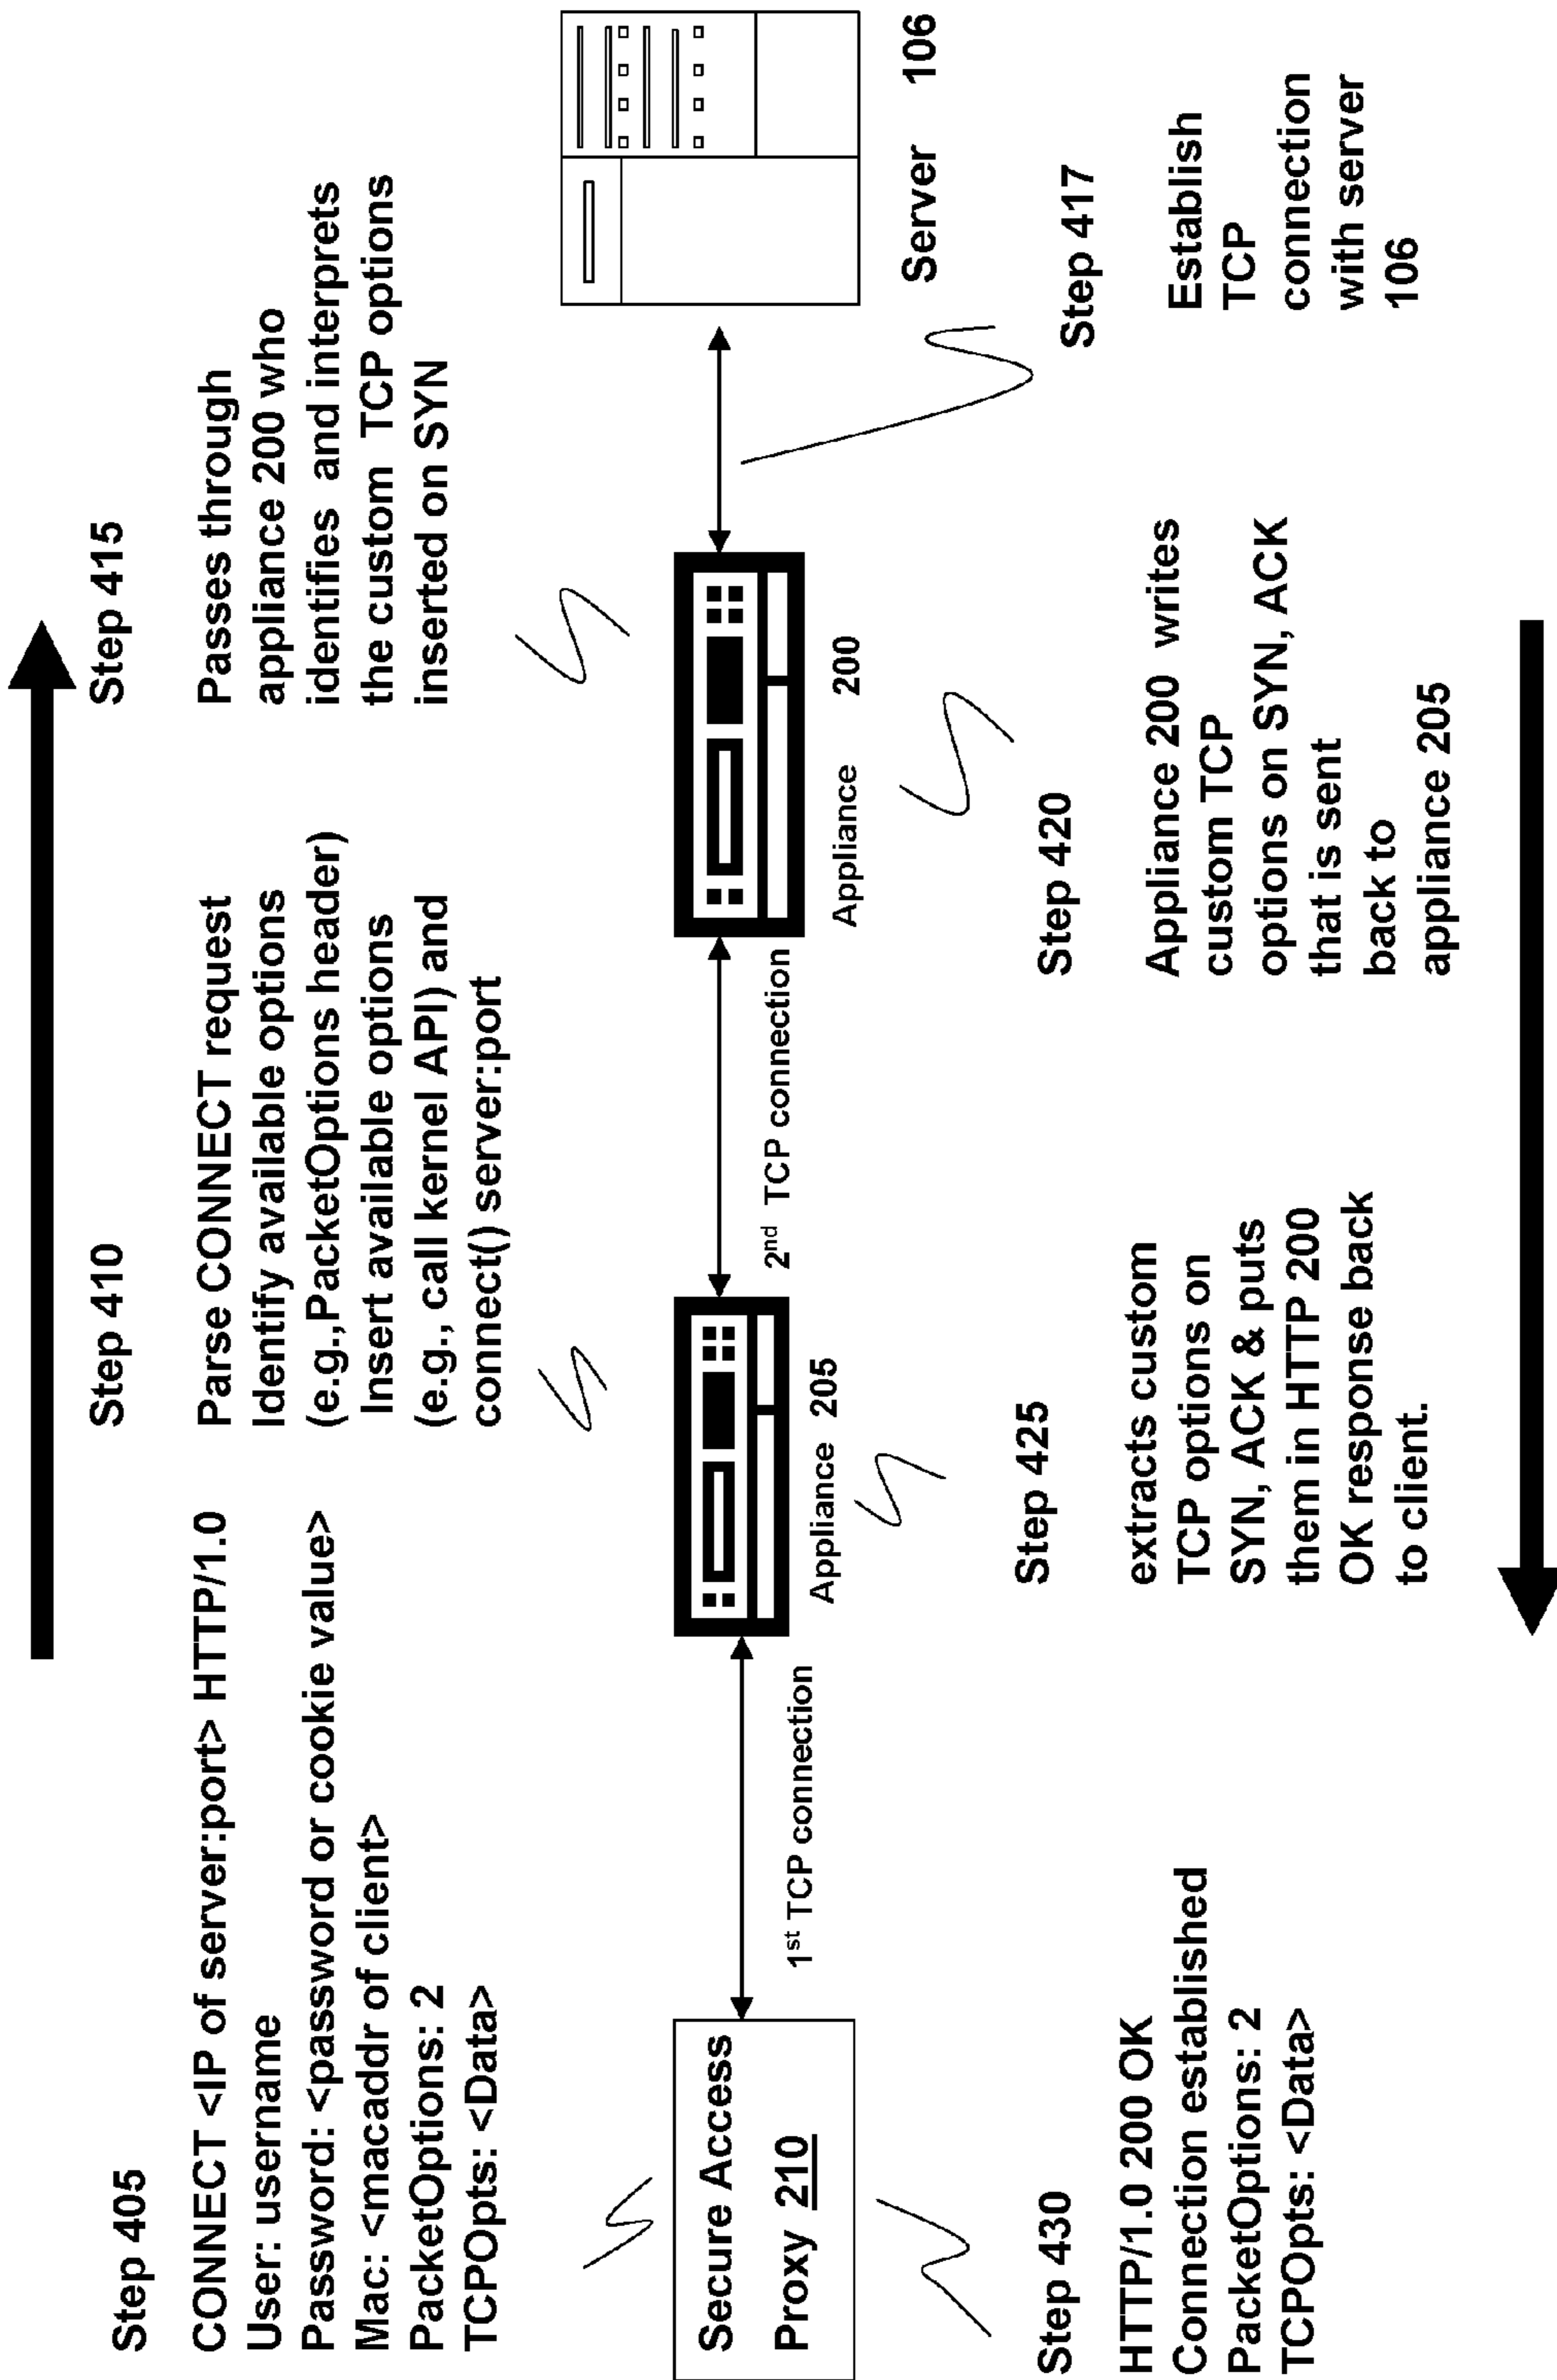 Step 405
CONNECT <IP of server:port> HTTP/1.0
User: username
Password: <password or cookie value>
Mac: <macaddr of client>
PacketOptions: 2
TCPOpts: <Data>
Step 410
Parse CONNECT request
Identify available options
(e.g.,PacketOptions header)
Insert available options
(e.g., call kernel API) and
connect() server:port
Step 415
Passes through
appliance 200 who
identifies and interprets
the custom TCP options
inserted on SYN
Secure Access
Proxy 210
1st TCP connection
Appliance 205
2nd TCP connection
Appliance 200
Server 106
Step 417
Establish
TCP
connection
with server
106
Step 420
Appliance 200 writes
custom TCP
options on SYN, ACK
that is sent
back to
appliance 205
Step 425
extracts custom
TCP options on
SYN, ACK & puts
them in HTTP 200
OK response back
to client.
Step 430
HTTP/1.0 200 OK
Connection established
PacketOptions: 2
TCPOpts: <Data>